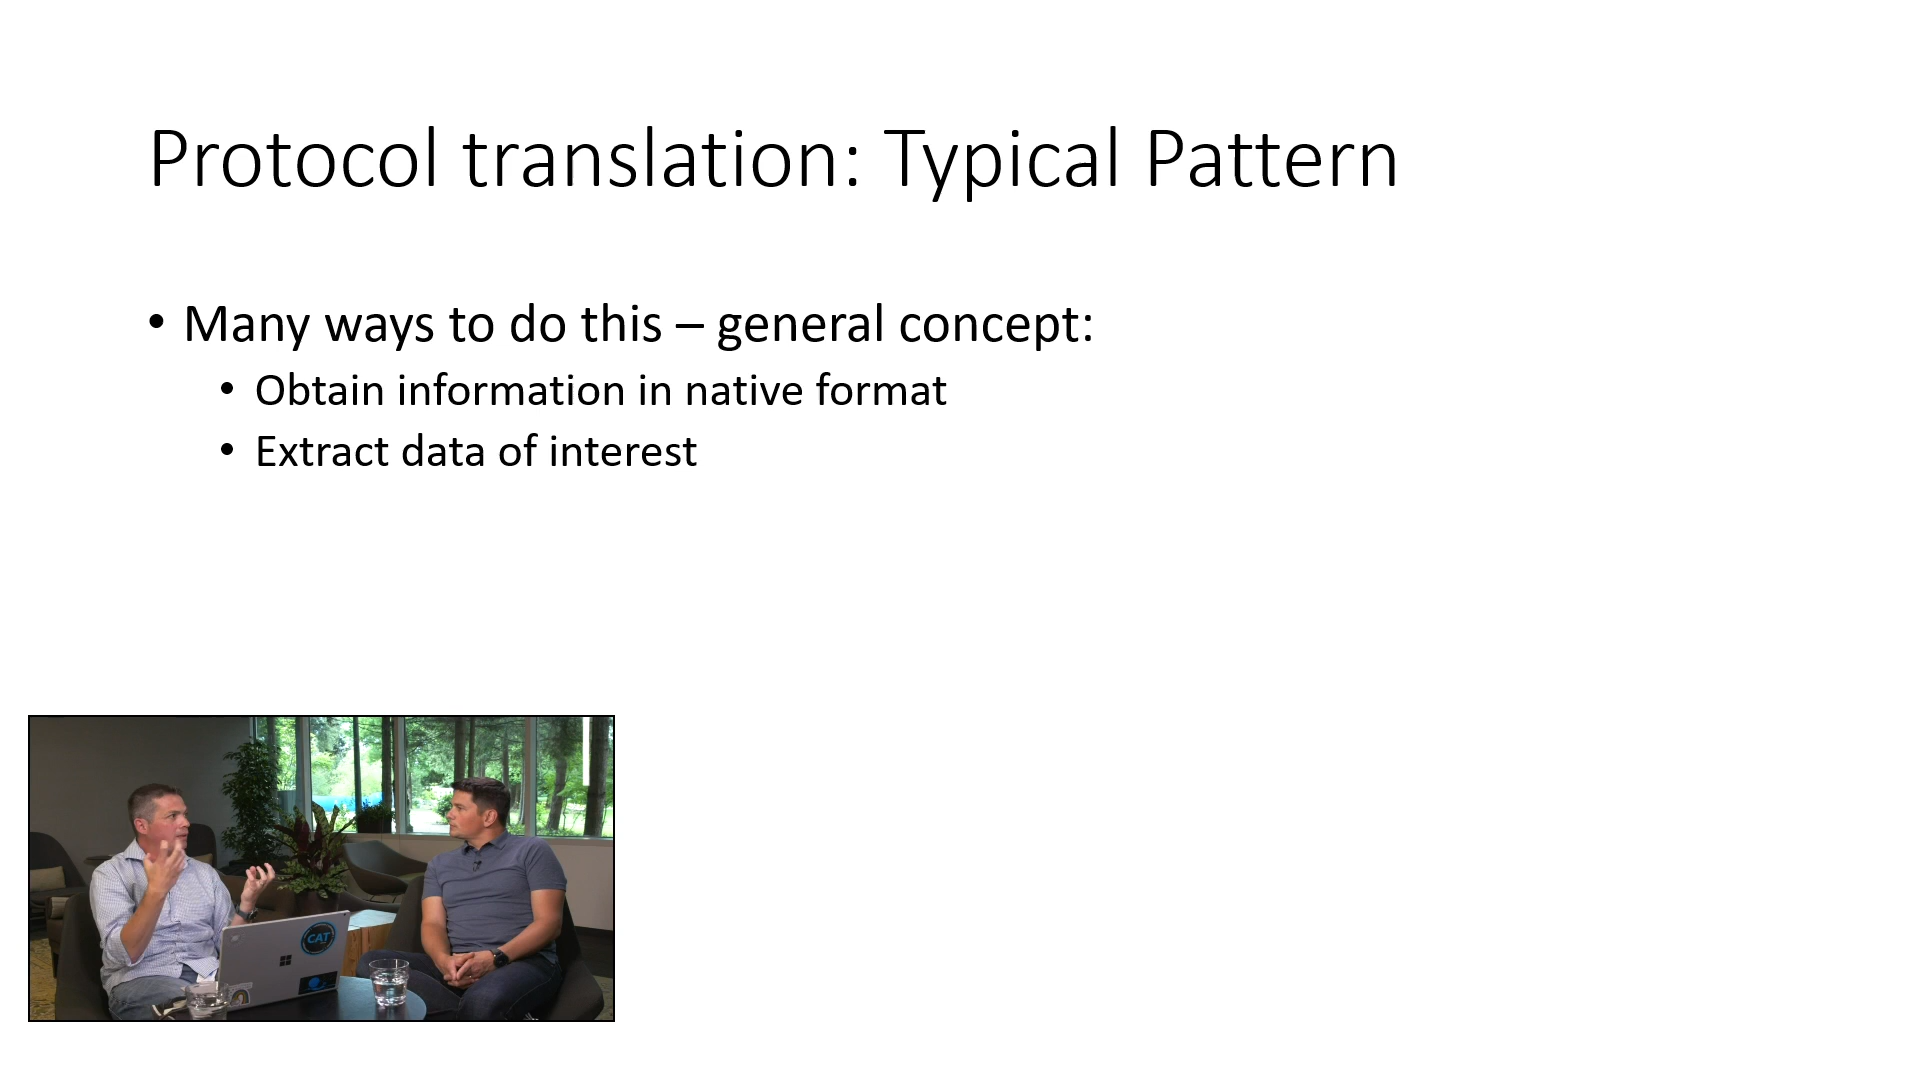 Protocol translation: Typical Pattern
• Many ways to do this – general concept:
• Obtain information in native format
• Extract data of interest
CAT